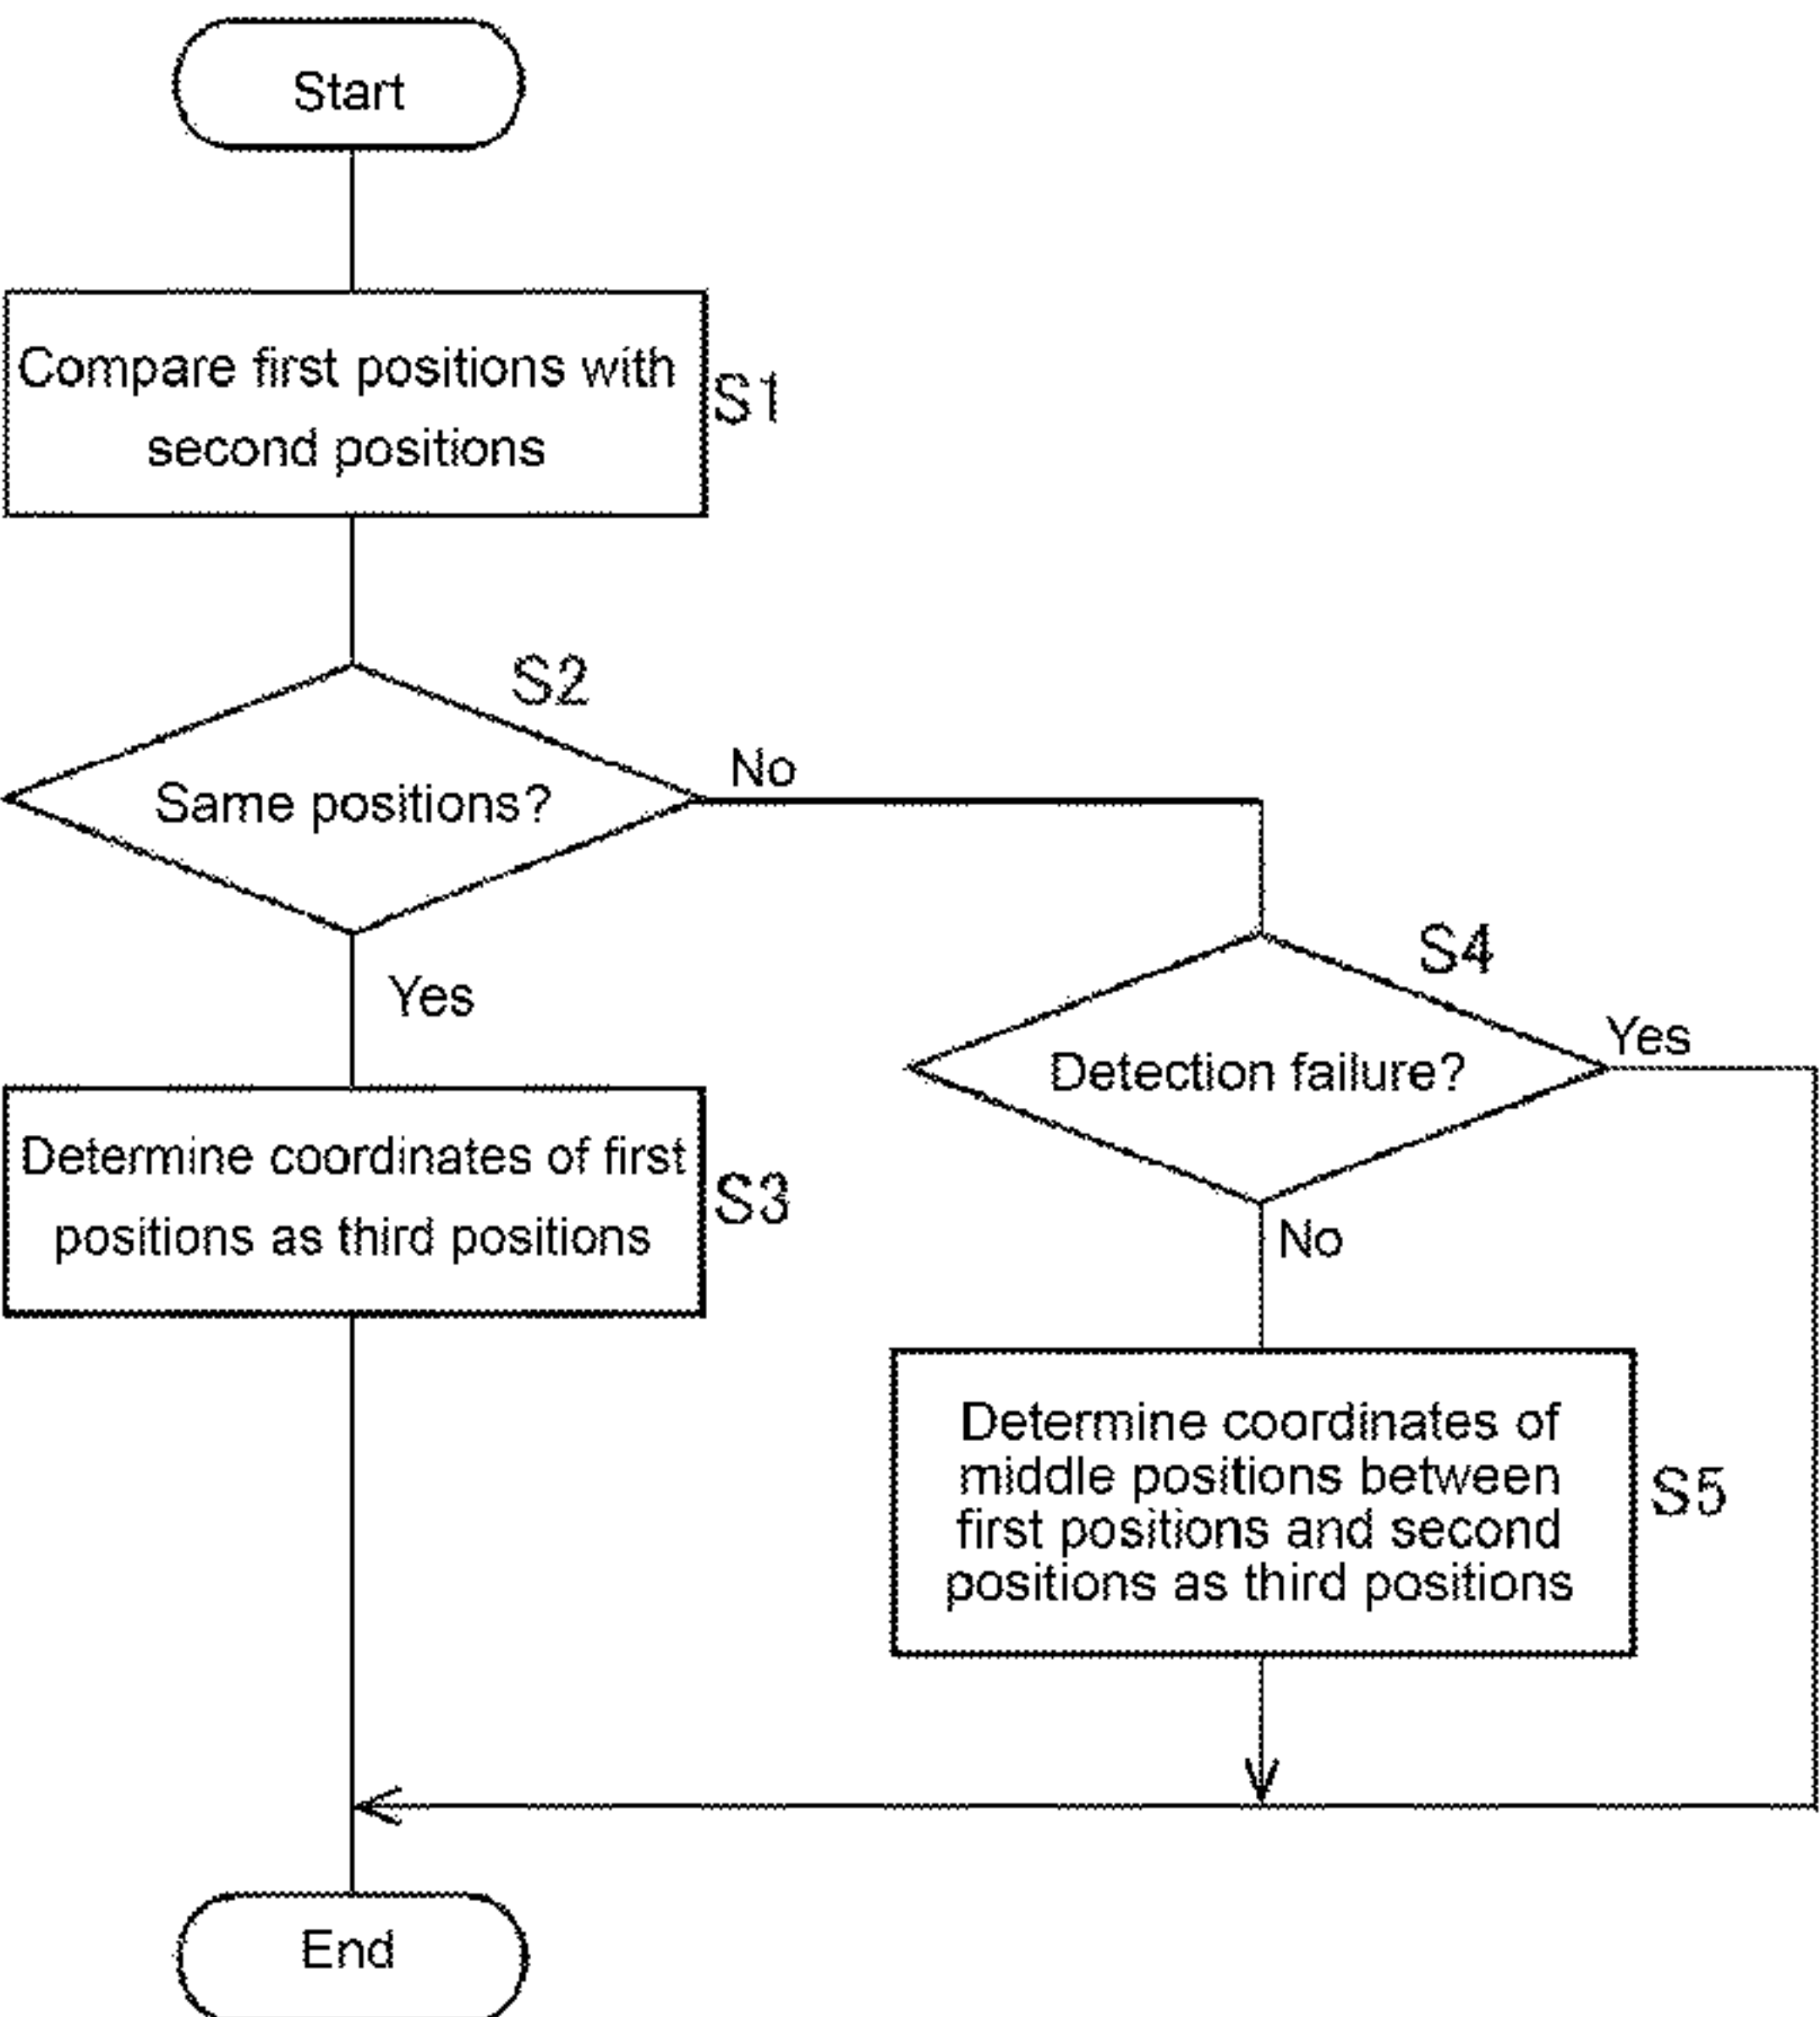 Start
Compare first positions with
second positions
S1
S2
Same positions?
No
Yes
S4
Detection failure?
Yes
No
Determine coordinates of first
positions as third positions
S3
Determine coordinates of
middle positions between
first positions and second
positions as third positions
S5
End